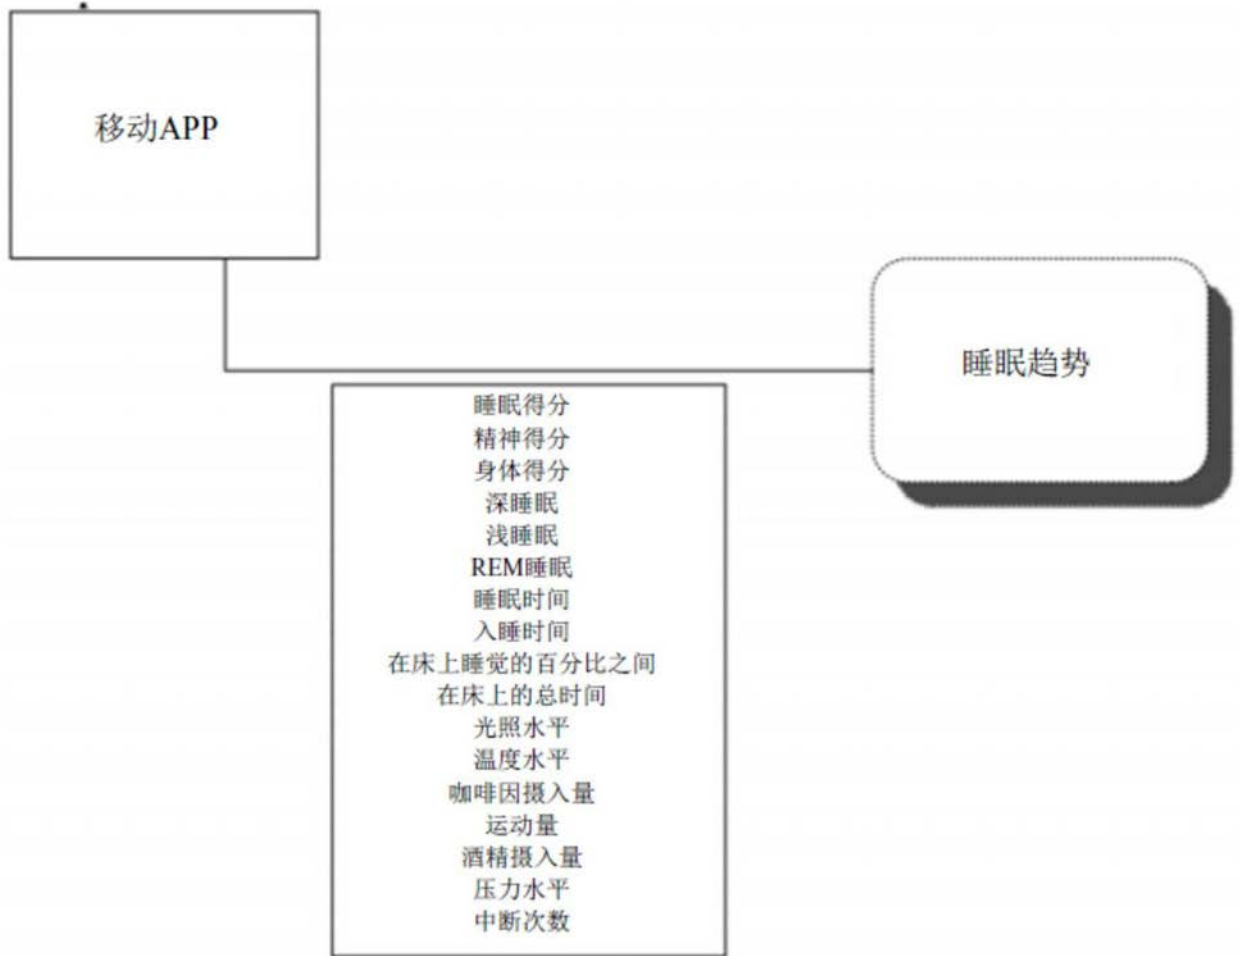 移动APP
睡眠趋势
睡眠得分
精神得分
身体得分
深睡眠
浅睡眠
REM睡眠
睡眠时间
入睡时间
在床上睡觉的百分比之间
在床上的总时间
光照水平
温度水平
咖啡因摄入量
运动量
酒精摄入量
压力水平
中断次数